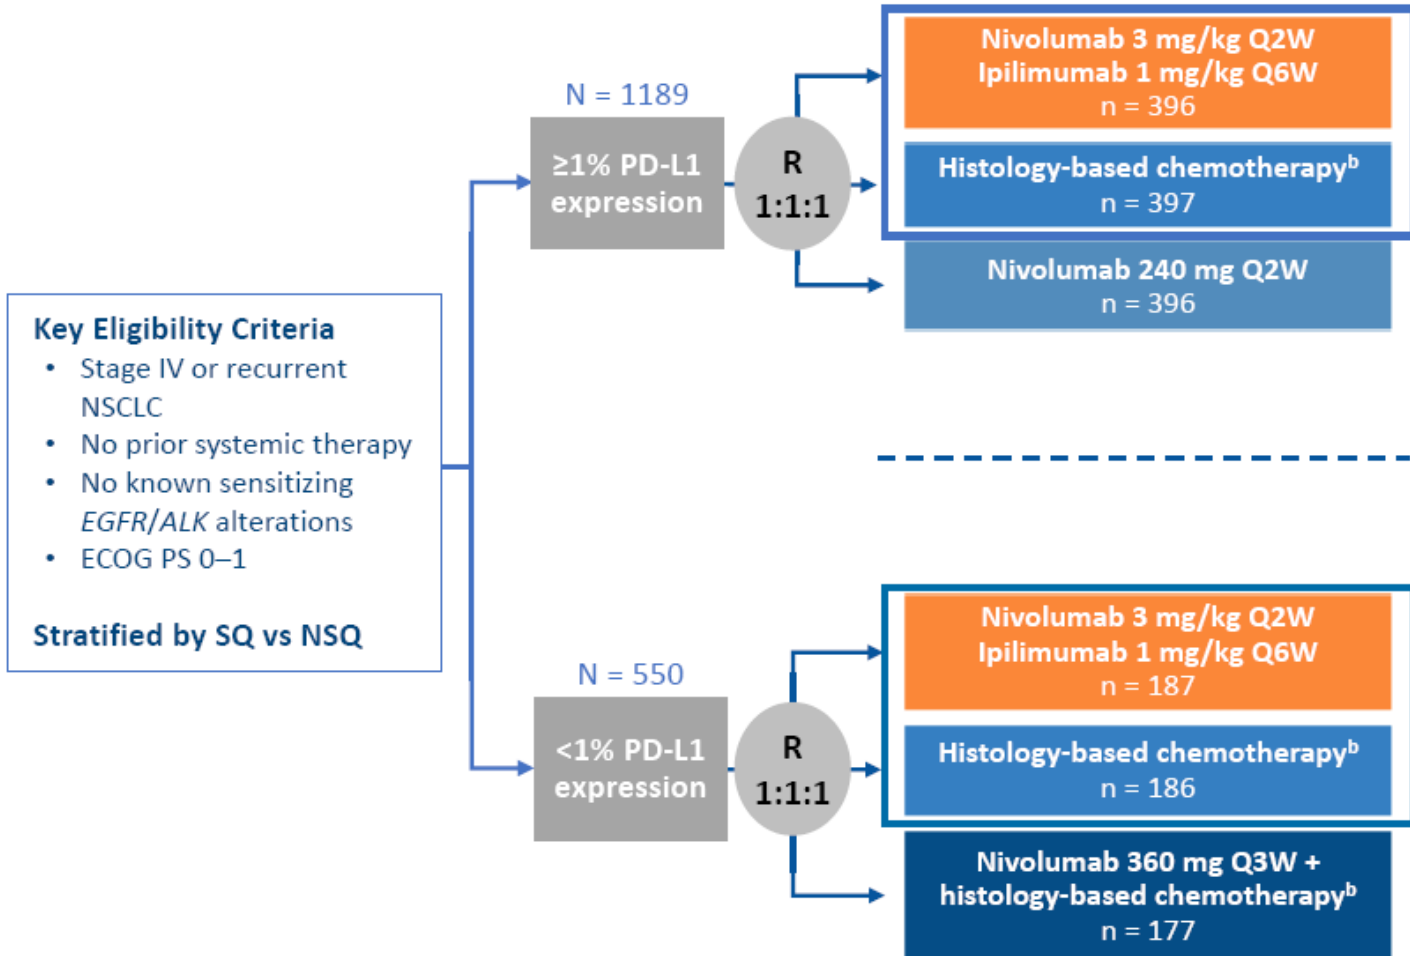 Key Eligibility Criteria
• Stage IV or recurrent
NSCLC
• No prior systemic therapy
• No known sensitizing
EGFR/ALK alterations
• ECOG PS 0–1
Stratified by SQ vs NSQ
N = 1189
≥1% PD-L1
expression
R
1:1:1
Nivolumab 3 mg/kg Q2W
Ipilimumab 1 mg/kg Q6W
n = 396
Histology-based chemotherapyᵇ
n = 397
Nivolumab 240 mg Q2W
n = 396
N = 550
<1% PD-L1
expression
R
1:1:1
Nivolumab 3 mg/kg Q2W
Ipilimumab 1 mg/kg Q6W
n = 187
Histology-based chemotherapyᵇ
n = 186
Nivolumab 360 mg Q3W +
histology-based chemotherapyᵇ
n = 177